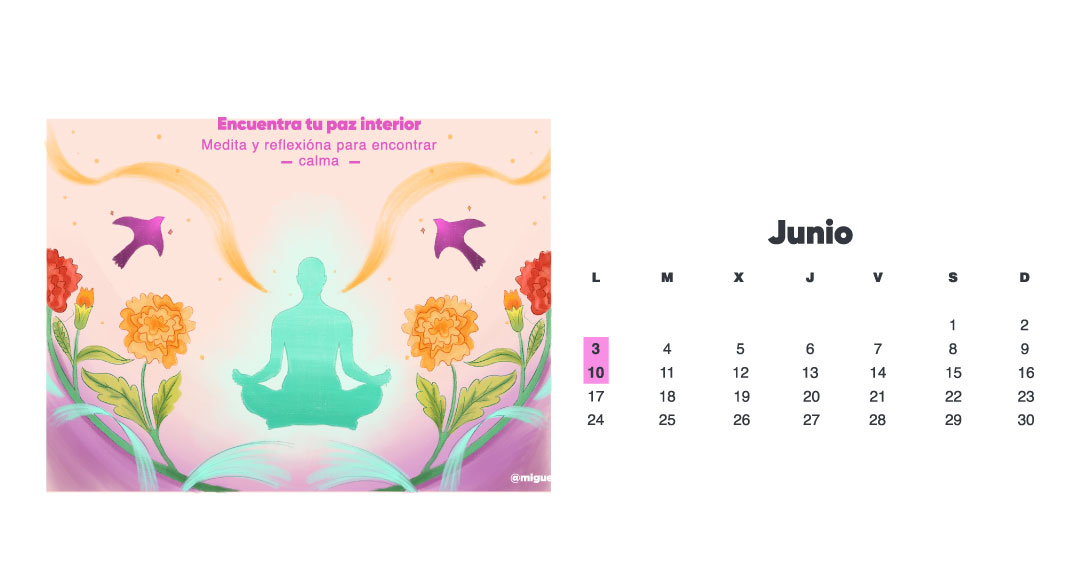 Encuentra tu paz interior
Medita y reflexióna para encontrar
— calma —
@migue
Junio
L M X J V S D
1 2
3 4 5 6 7 8 9
10 11 12 13 14 15 16
17 18 19 20 21 22 23
24 25 26 27 28 29 30